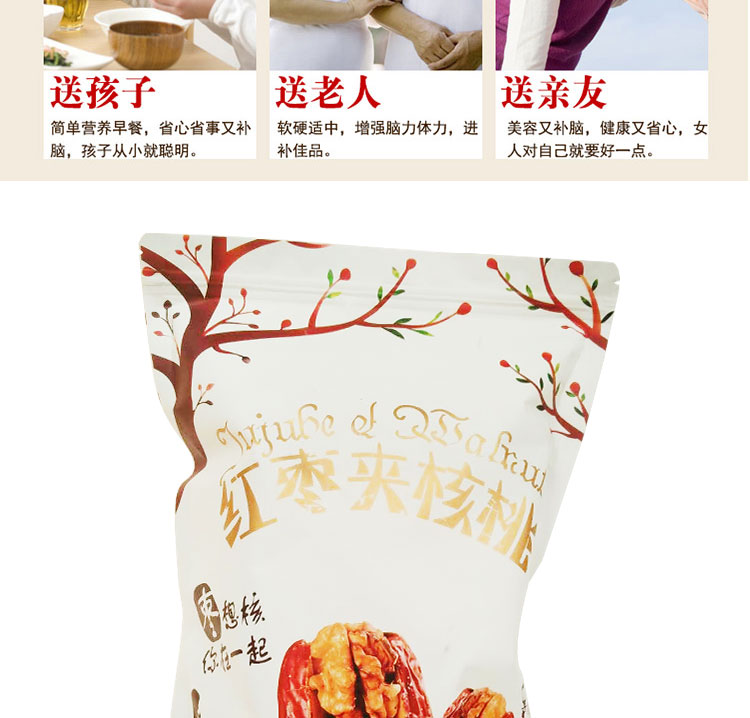 送孩子
简单营养早餐，省心省事又补
脑，孩子从小就聪明。
送老人
软硬适中，增强脑力体力，进
补佳品。
送亲友
美容又补脑，健康又省心，女
人对自己就要好一点。
Jujube & Walnut
红枣夹核桃
枣想核
你在一起